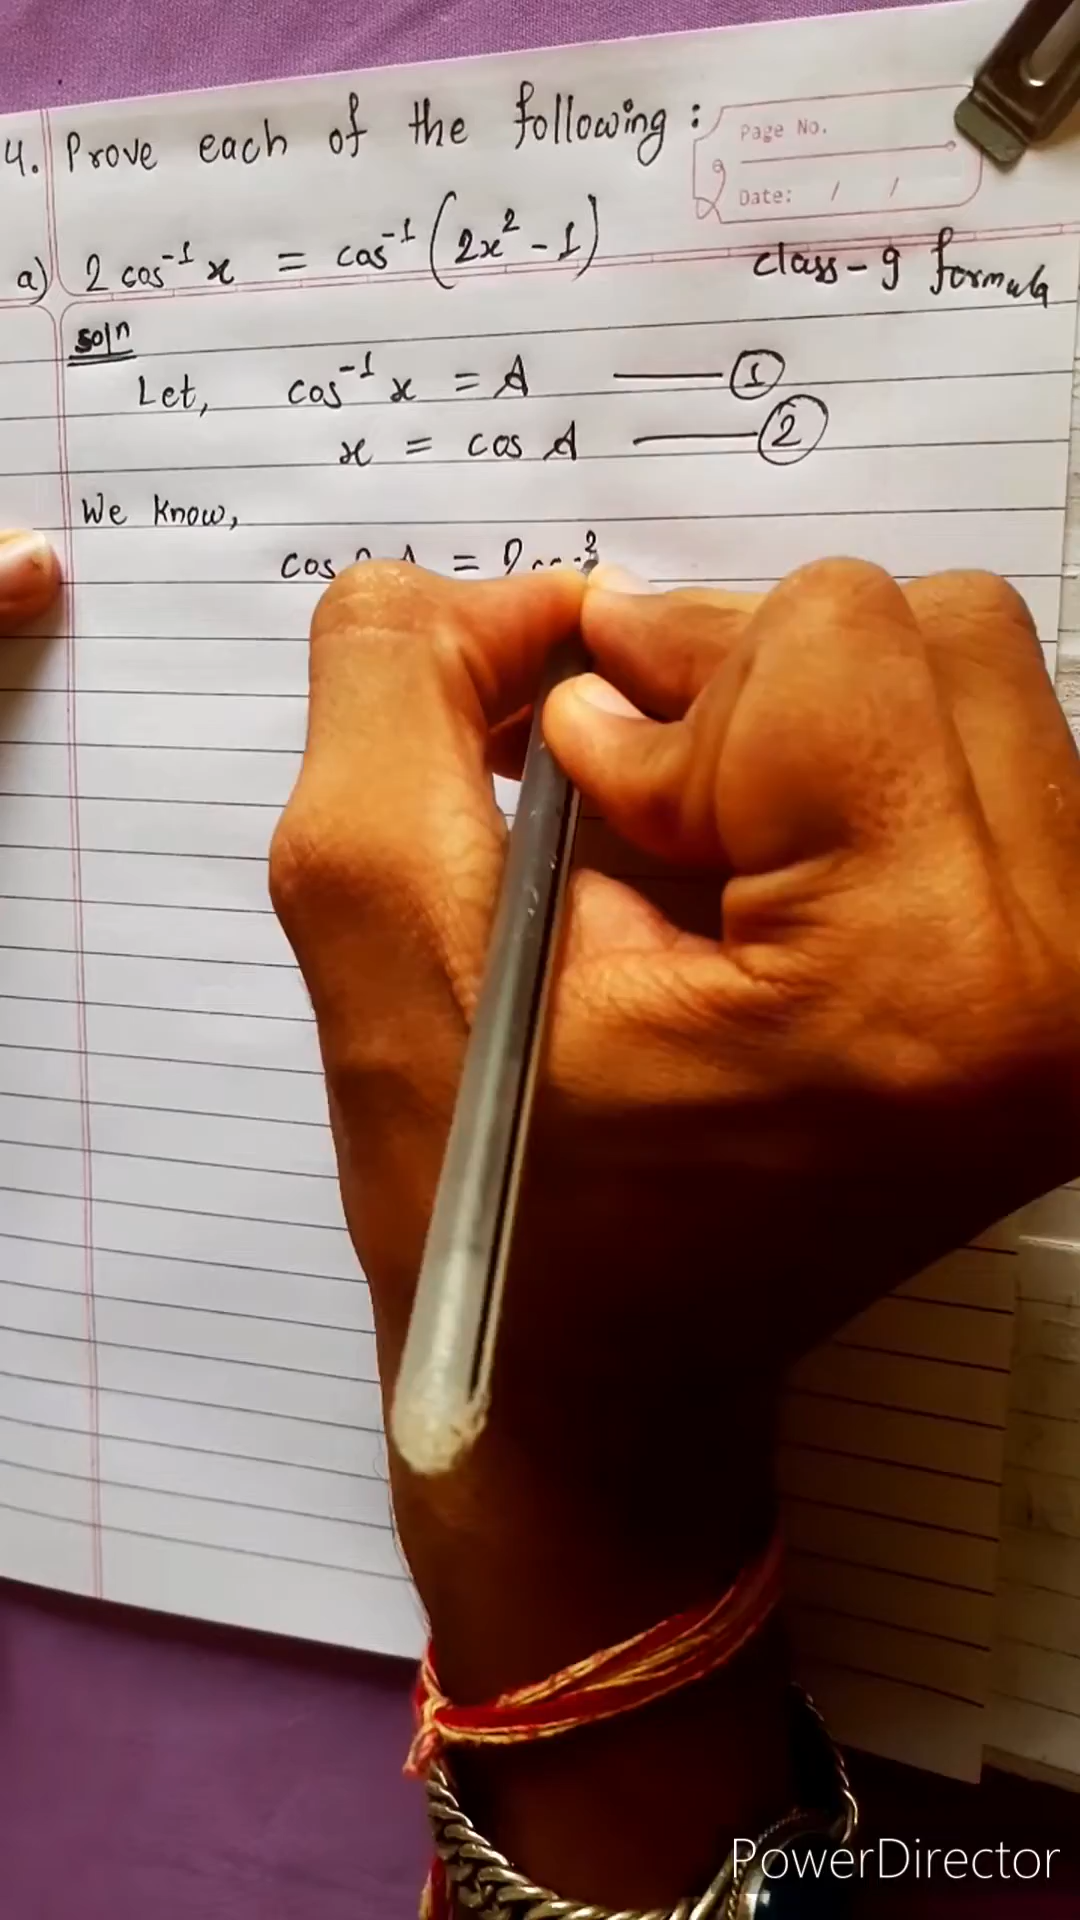 4. Prove each of the following :
Page No.
Date: / /
a) 2 cos⁻¹ x = cos⁻¹ (2x² - 1)
class - 9 formula
soln
Let, cos⁻¹ x = A ——— ①
x = cos A ——— ②
We know,
cos = 2
PowerDirector